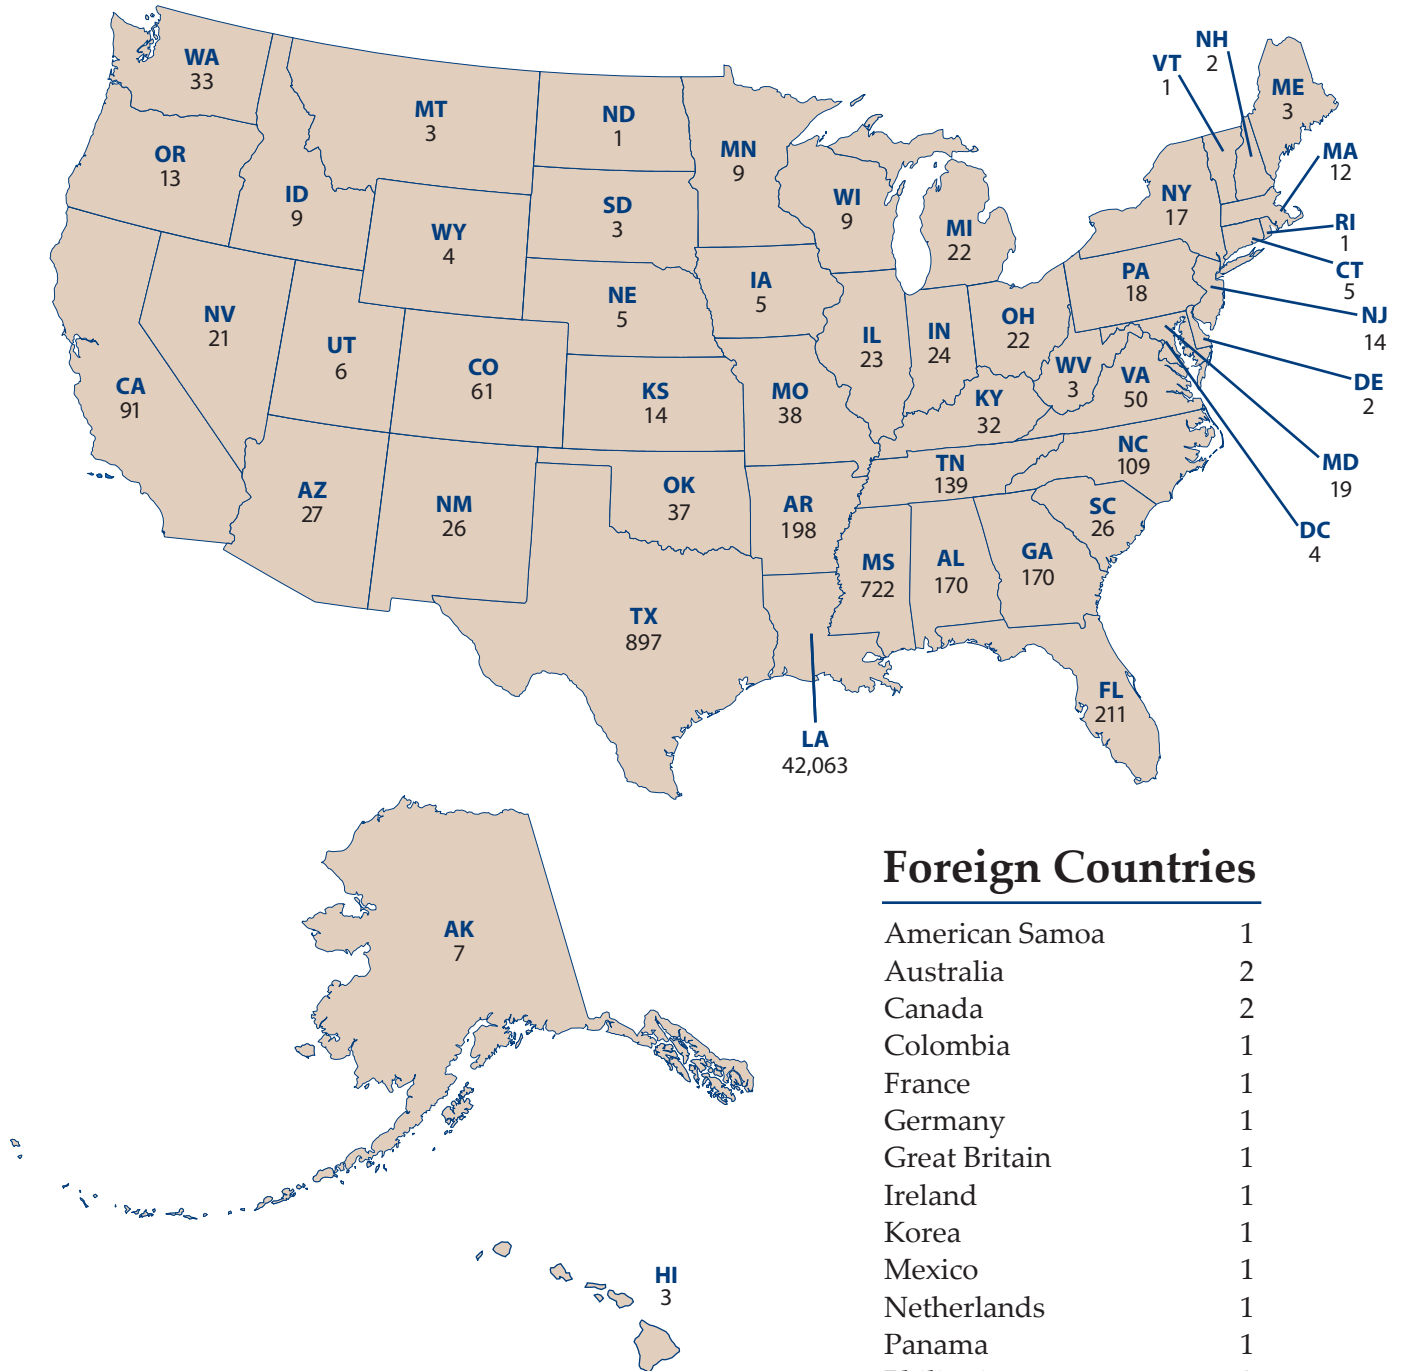 WA
33
OR
13
ID
9
MT
3
WY
4
ND
1
SD
3
NE
5
MN
9
IA
5
WI
9
MI
22
NV
21
UT
6
CO
61
KS
14
CA
91
AZ
27
NM
26
OK
37
TX
897
MO
38
AR
198
IL
23
IN
24
OH
22
KY
32
TN
139
MS
722
AL
170
GA
170
FL
211
SC
26
NC
109
VA
50
WV
3
PA
18
NY
17
VT
1
NH
2
ME
3
MA
12
RI
1
CT
5
NJ
14
DE
2
MD
19
DC
4
LA
42,063
AK
7
HI
3
Foreign Countries
American Samoa 1
Australia 2
Canada 2
Colombia 1
France 1
Germany 1
Great Britain 1
Ireland 1
Korea 1
Mexico 1
Netherlands 1
Panama 1